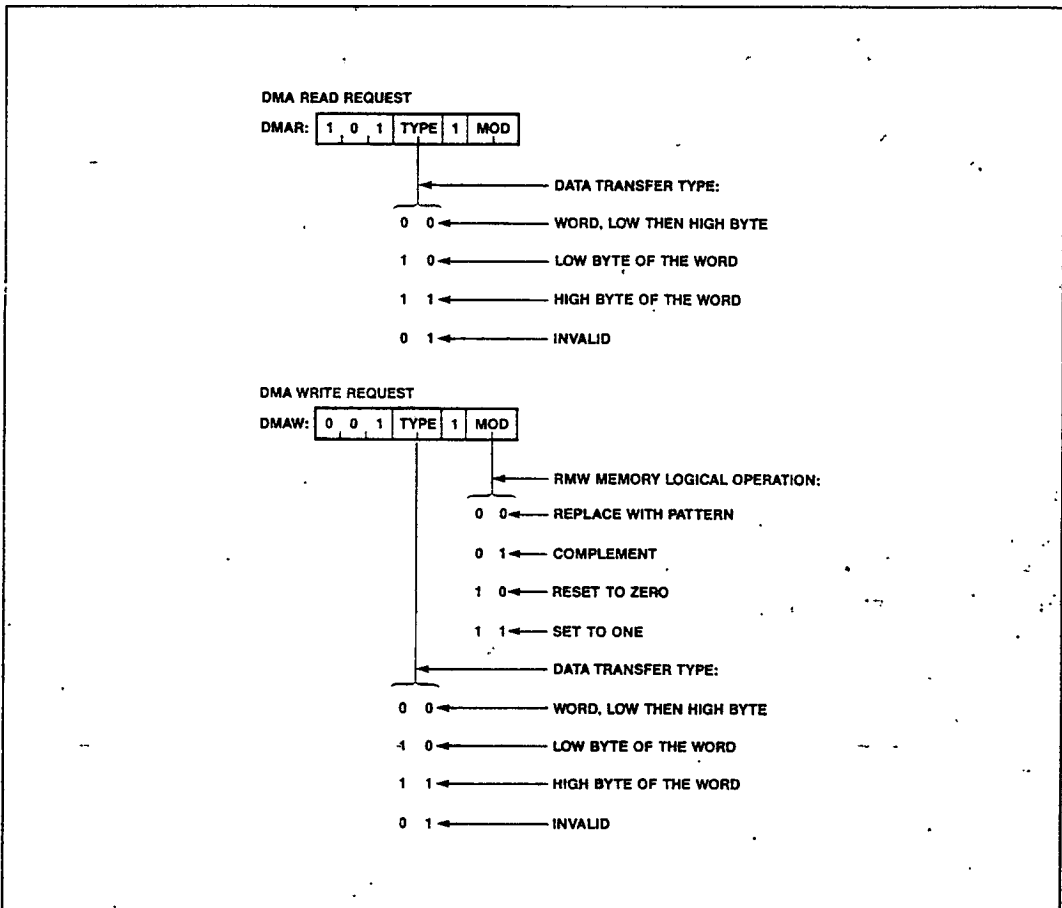 DMA READ REQUEST
DMAR: 1 0 1 TYPE 1 MOD
DATA TRANSFER TYPE:
0 0 WORD, LOW THEN HIGH BYTE
1 0 LOW BYTE OF THE WORD
1 1 HIGH BYTE OF THE WORD
0 1 INVALID
DMA WRITE REQUEST
DMAW: 0 0 1 TYPE 1 MOD
RMW MEMORY LOGICAL OPERATION:
0 0 REPLACE WITH PATTERN
0 1 COMPLEMENT
1 0 RESET TO ZERO
1 1 SET TO ONE
DATA TRANSFER TYPE:
0 0 WORD, LOW THEN HIGH BYTE
1 0 LOW BYTE OF THE WORD
1 1 HIGH BYTE OF THE WORD
0 1 INVALID